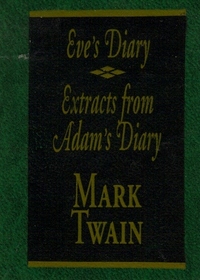 Eve's Diary
Extracts from
Adam's Diary
MARK
TWAIN